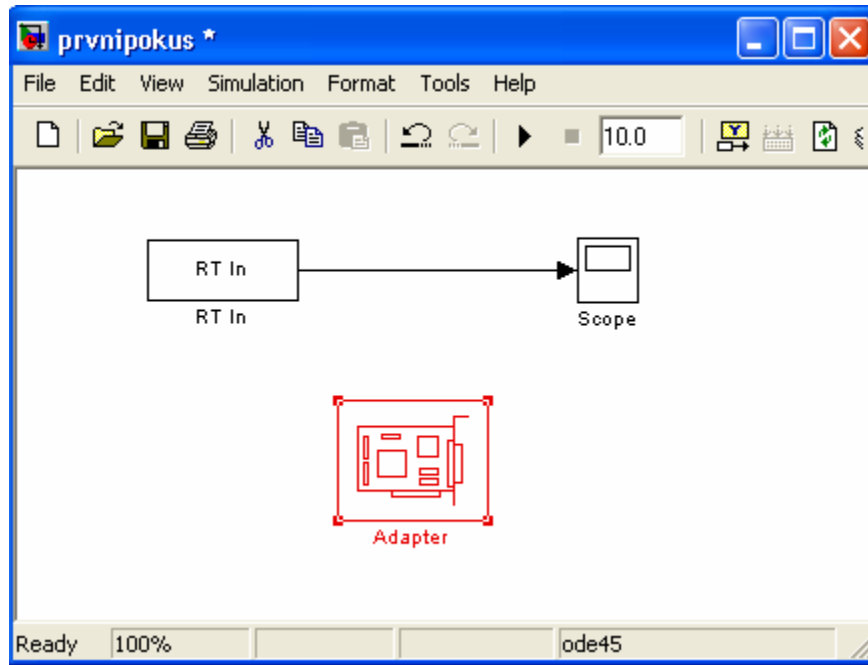 prvnipokus *
File Edit View Simulation Format Tools Help
10.0
RT In
RT In
Scope
Adapter
Ready 100% ode45